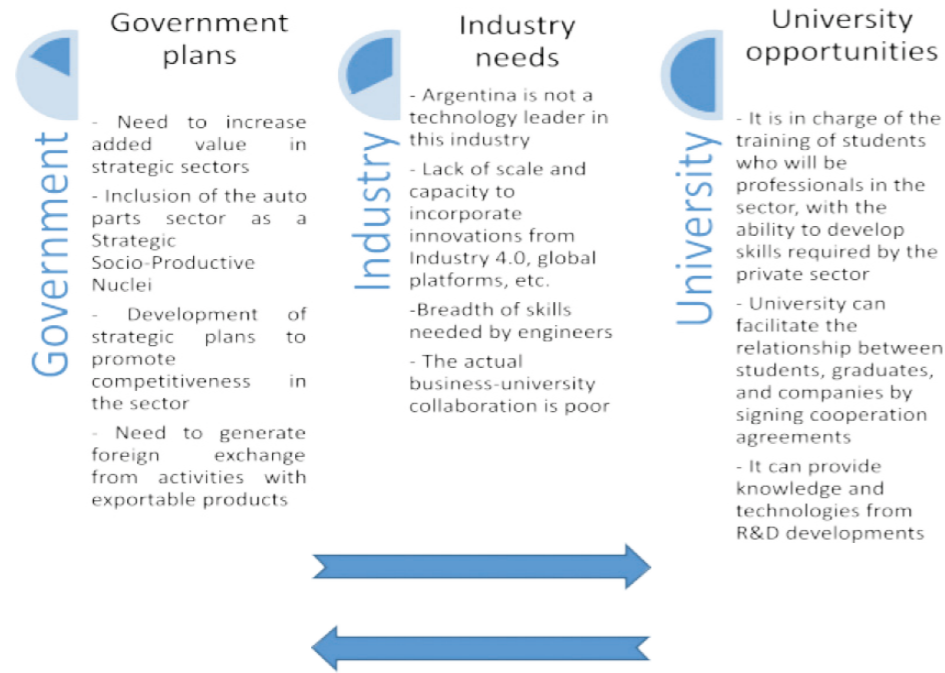 Government
plans
Government
- Need to increase
added value in
strategic sectors
- Inclusion of the auto
parts sector as a
Strategic
Socio-Productive
Nuclei
- Development of
strategic plans to
promote
competitiveness in
the sector
- Need to generate
foreign exchange
from activities with
exportable products
Industry
needs
Industry
- Argentina is not a
technology leader in
this industry
- Lack of scale and
capacity to
incorporate
innovations from
Industry 4.0, global
platforms, etc.
-Breadth of skills
needed by engineers
- The actual
business-university
collaboration is poor
University
opportunities
University
- It is in charge of the
training of students
who will be
professionals in the
sector, with the
ability to develop
skills required by the
private sector
- University can
facilitate the
relationship between
students, graduates,
and companies by
signing cooperation
agreements
- It can provide
knowledge and
technologies from
R&D developments